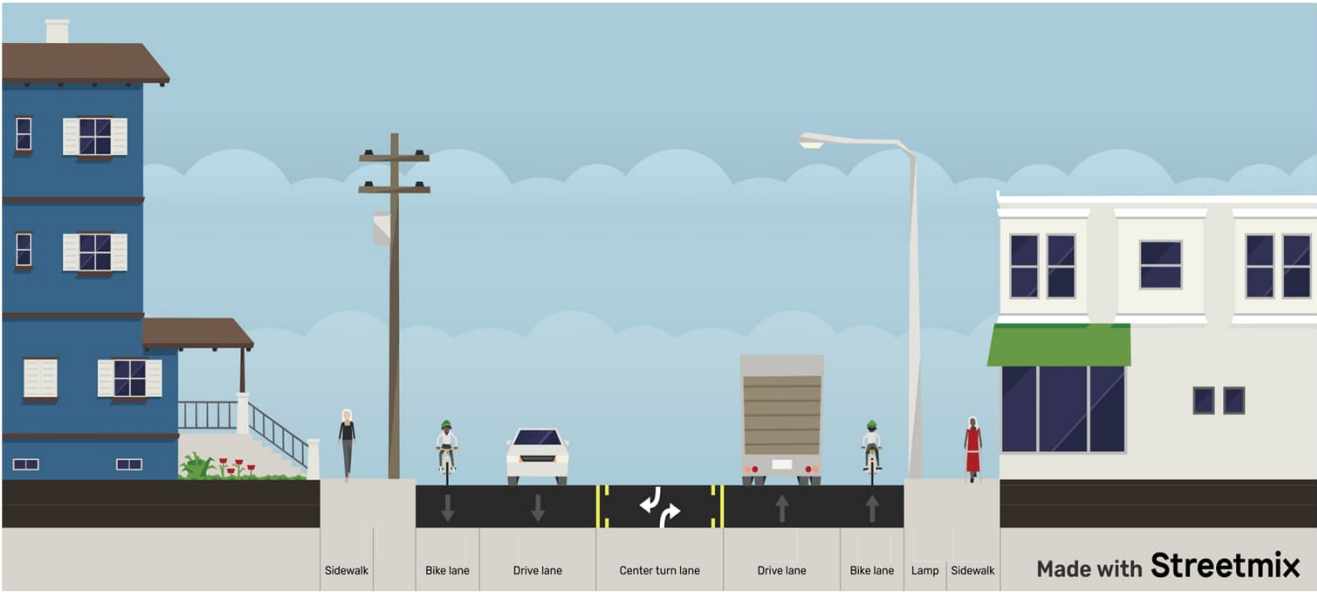 Sidewalk
Bike lane
Drive lane
Center turn lane
Drive lane
Bike lane
Lamp
Sidewalk
Made with Streetmix